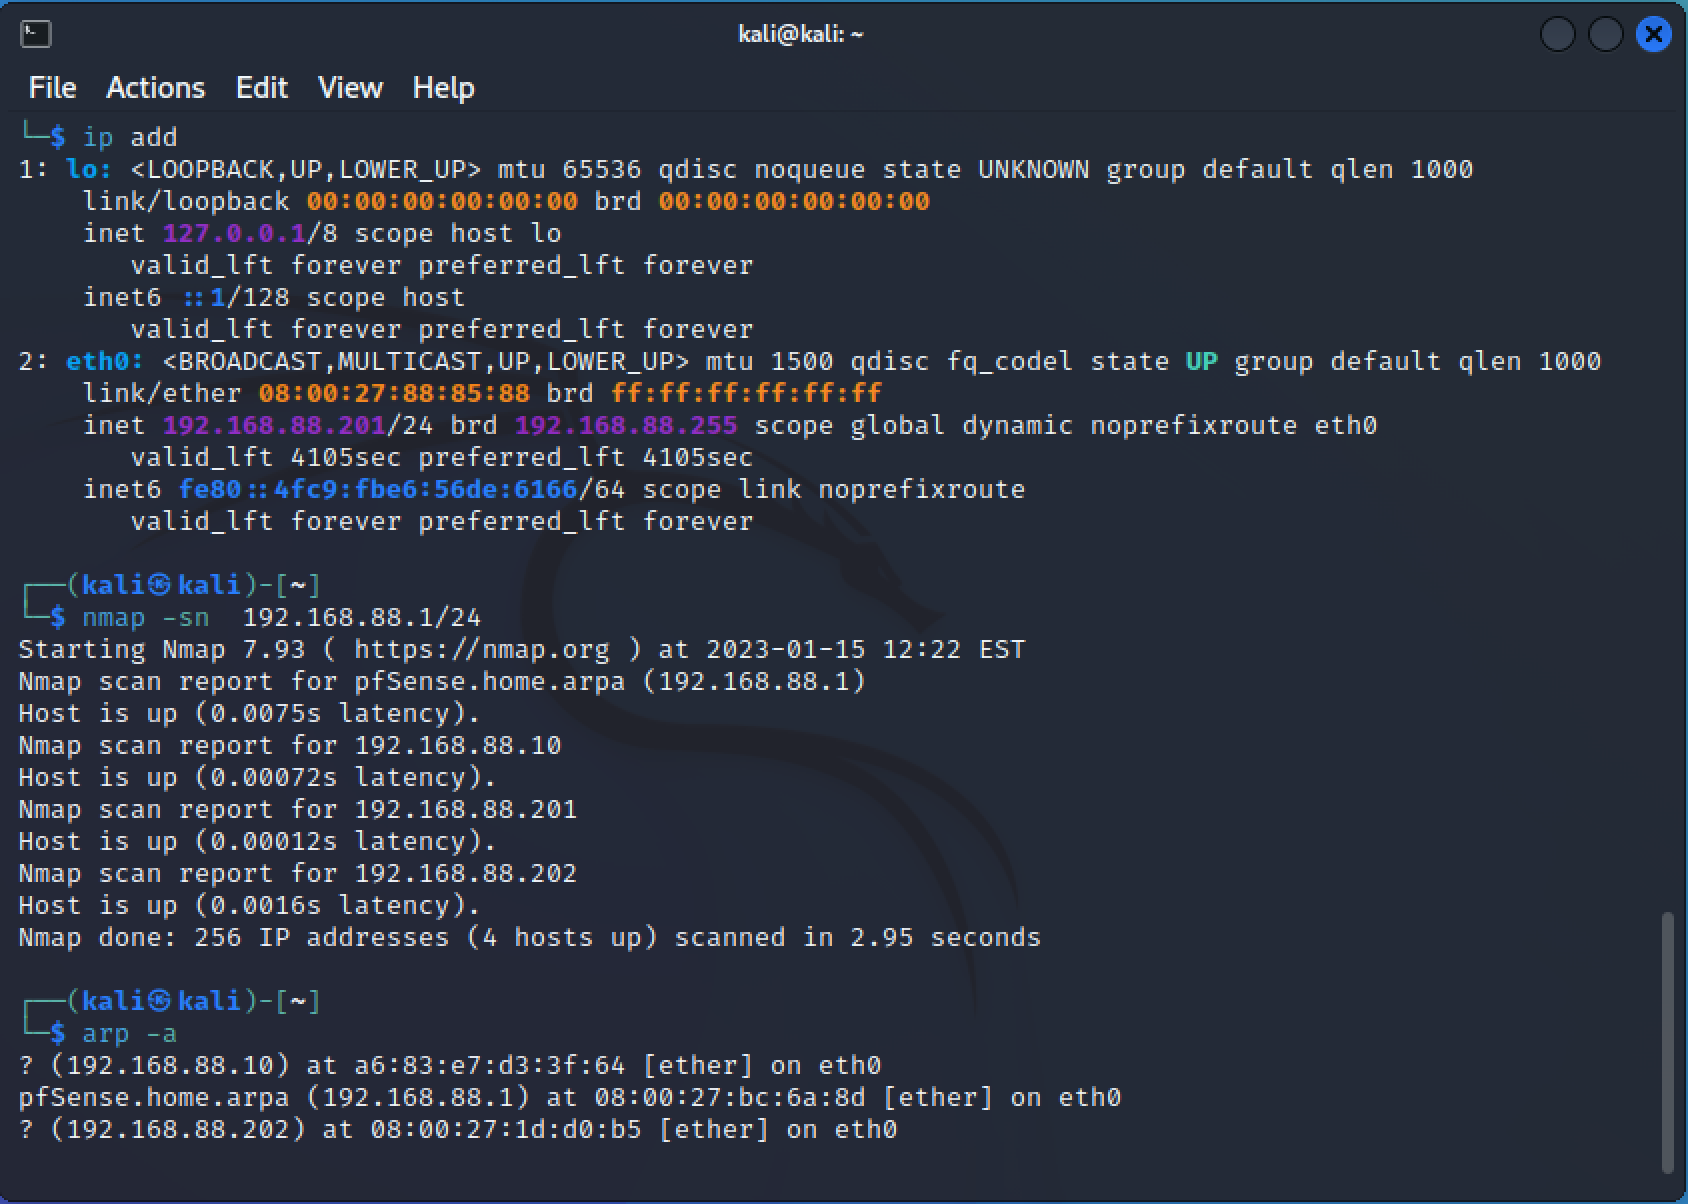 kali@kali: ~
File Actions Edit View Help
└─$ ip add
1: lo: <LOOPBACK,UP,LOWER_UP> mtu 65536 qdisc noqueue state UNKNOWN group default qlen 1000
    link/loopback 00:00:00:00:00:00 brd 00:00:00:00:00:00
    inet 127.0.0.1/8 scope host lo
       valid_lft forever preferred_lft forever
    inet6 ::1/128 scope host
       valid_lft forever preferred_lft forever
2: eth0: <BROADCAST,MULTICAST,UP,LOWER_UP> mtu 1500 qdisc fq_codel state UP group default qlen 1000
    link/ether 08:00:27:88:85:88 brd ff:ff:ff:ff:ff:ff
    inet 192.168.88.201/24 brd 192.168.88.255 scope global dynamic noprefixroute eth0
       valid_lft 4105sec preferred_lft 4105sec
    inet6 fe80::4fc9:fbe6:56de:6166/64 scope link noprefixroute
       valid_lft forever preferred_lft forever
┌──(kali㉿kali)-[~]
└─$ nmap -sn  192.168.88.1/24
Starting Nmap 7.93 ( https://nmap.org ) at 2023-01-15 12:22 EST
Nmap scan report for pfSense.home.arpa (192.168.88.1)
Host is up (0.0075s latency).
Nmap scan report for 192.168.88.10
Host is up (0.00072s latency).
Nmap scan report for 192.168.88.201
Host is up (0.00012s latency).
Nmap scan report for 192.168.88.202
Host is up (0.0016s latency).
Nmap done: 256 IP addresses (4 hosts up) scanned in 2.95 seconds
┌──(kali㉿kali)-[~]
└─$ arp -a
? (192.168.88.10) at a6:83:e7:d3:3f:64 [ether] on eth0
pfSense.home.arpa (192.168.88.1) at 08:00:27:bc:6a:8d [ether] on eth0
? (192.168.88.202) at 08:00:27:1d:d0:b5 [ether] on eth0